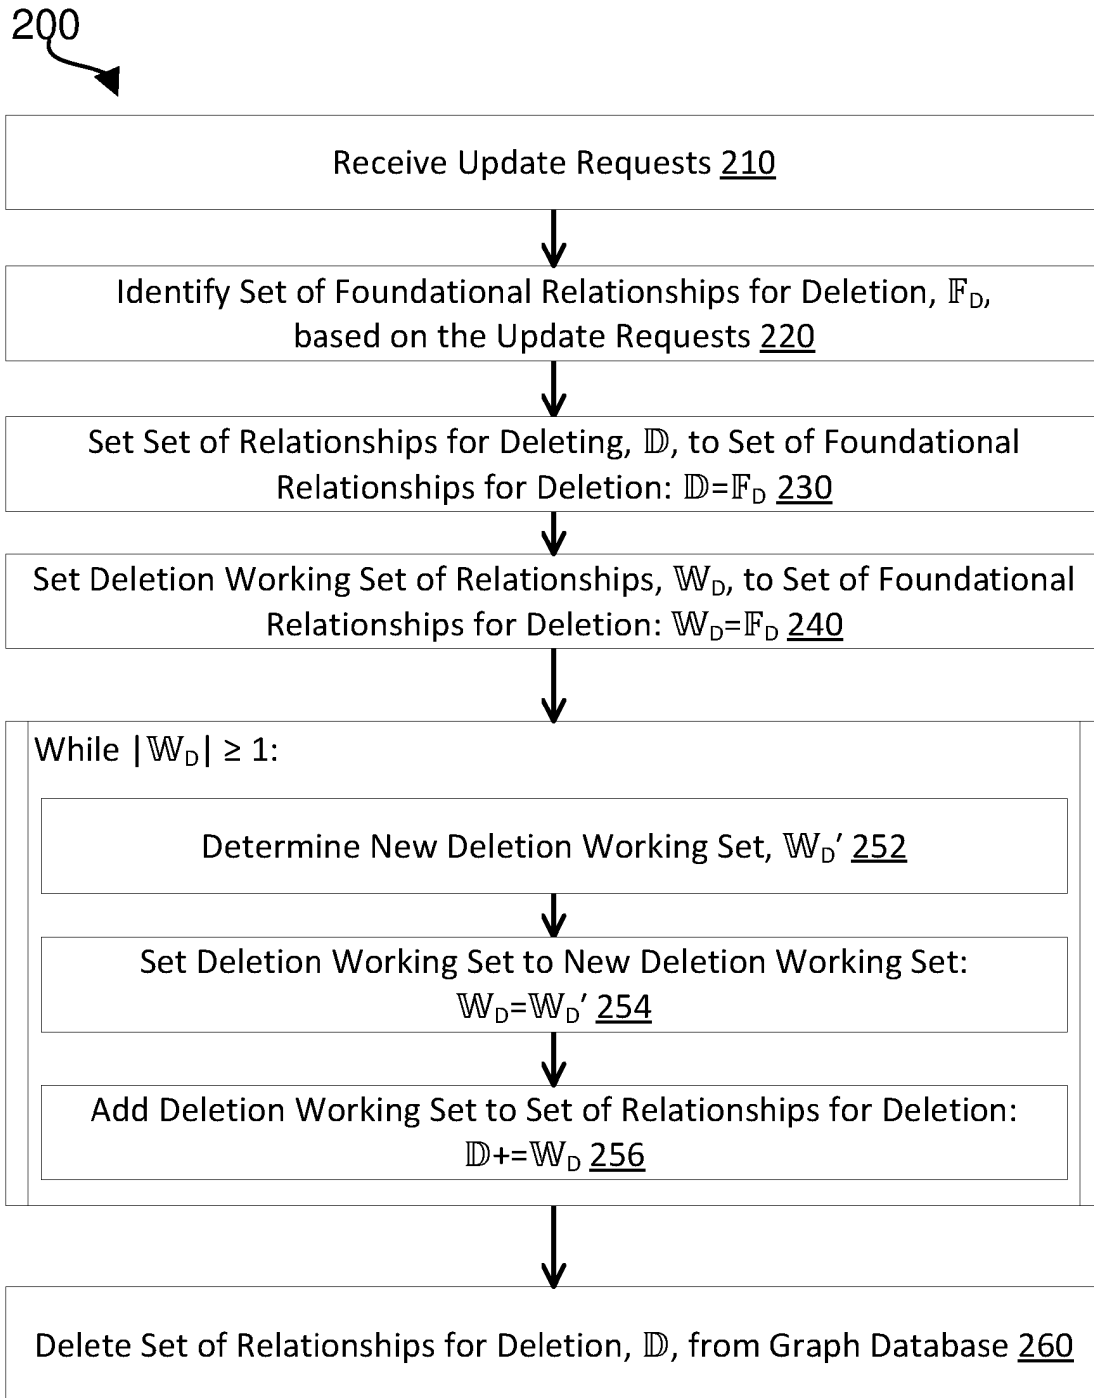 200
Receive Update Requests 210
Identify Set of Foundational Relationships for Deletion, 𝔽D,
based on the Update Requests 220
Set Set of Relationships for Deleting, 𝔻, to Set of Foundational
Relationships for Deletion: 𝔻=𝔽D 230
Set Deletion Working Set of Relationships, 𝕎D, to Set of Foundational
Relationships for Deletion: 𝕎D=𝔽D 240
While |𝕎D| ≥ 1:
Determine New Deletion Working Set, 𝕎D′ 252
Set Deletion Working Set to New Deletion Working Set:
𝕎D=𝕎D′ 254
Add Deletion Working Set to Set of Relationships for Deletion:
𝔻+=𝕎D 256
Delete Set of Relationships for Deletion, 𝔻, from Graph Database 260